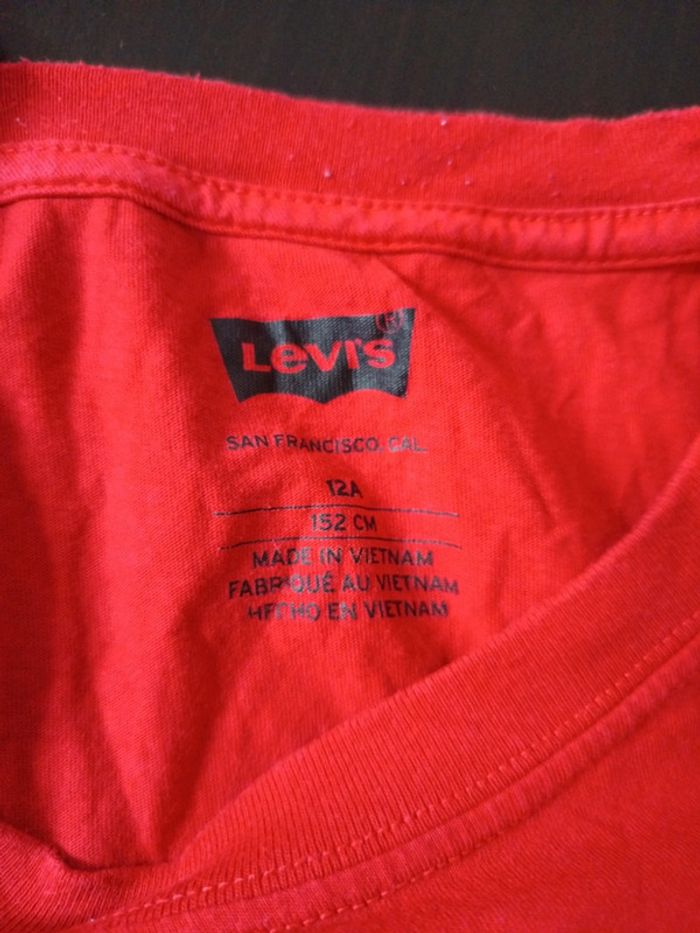 Levi's®
SAN FRANCISCO, CAL.
12A
152 CM
MADE IN VIETNAM
FABRIQUÉ AU VIETNAM
HECHO EN VIETNAM